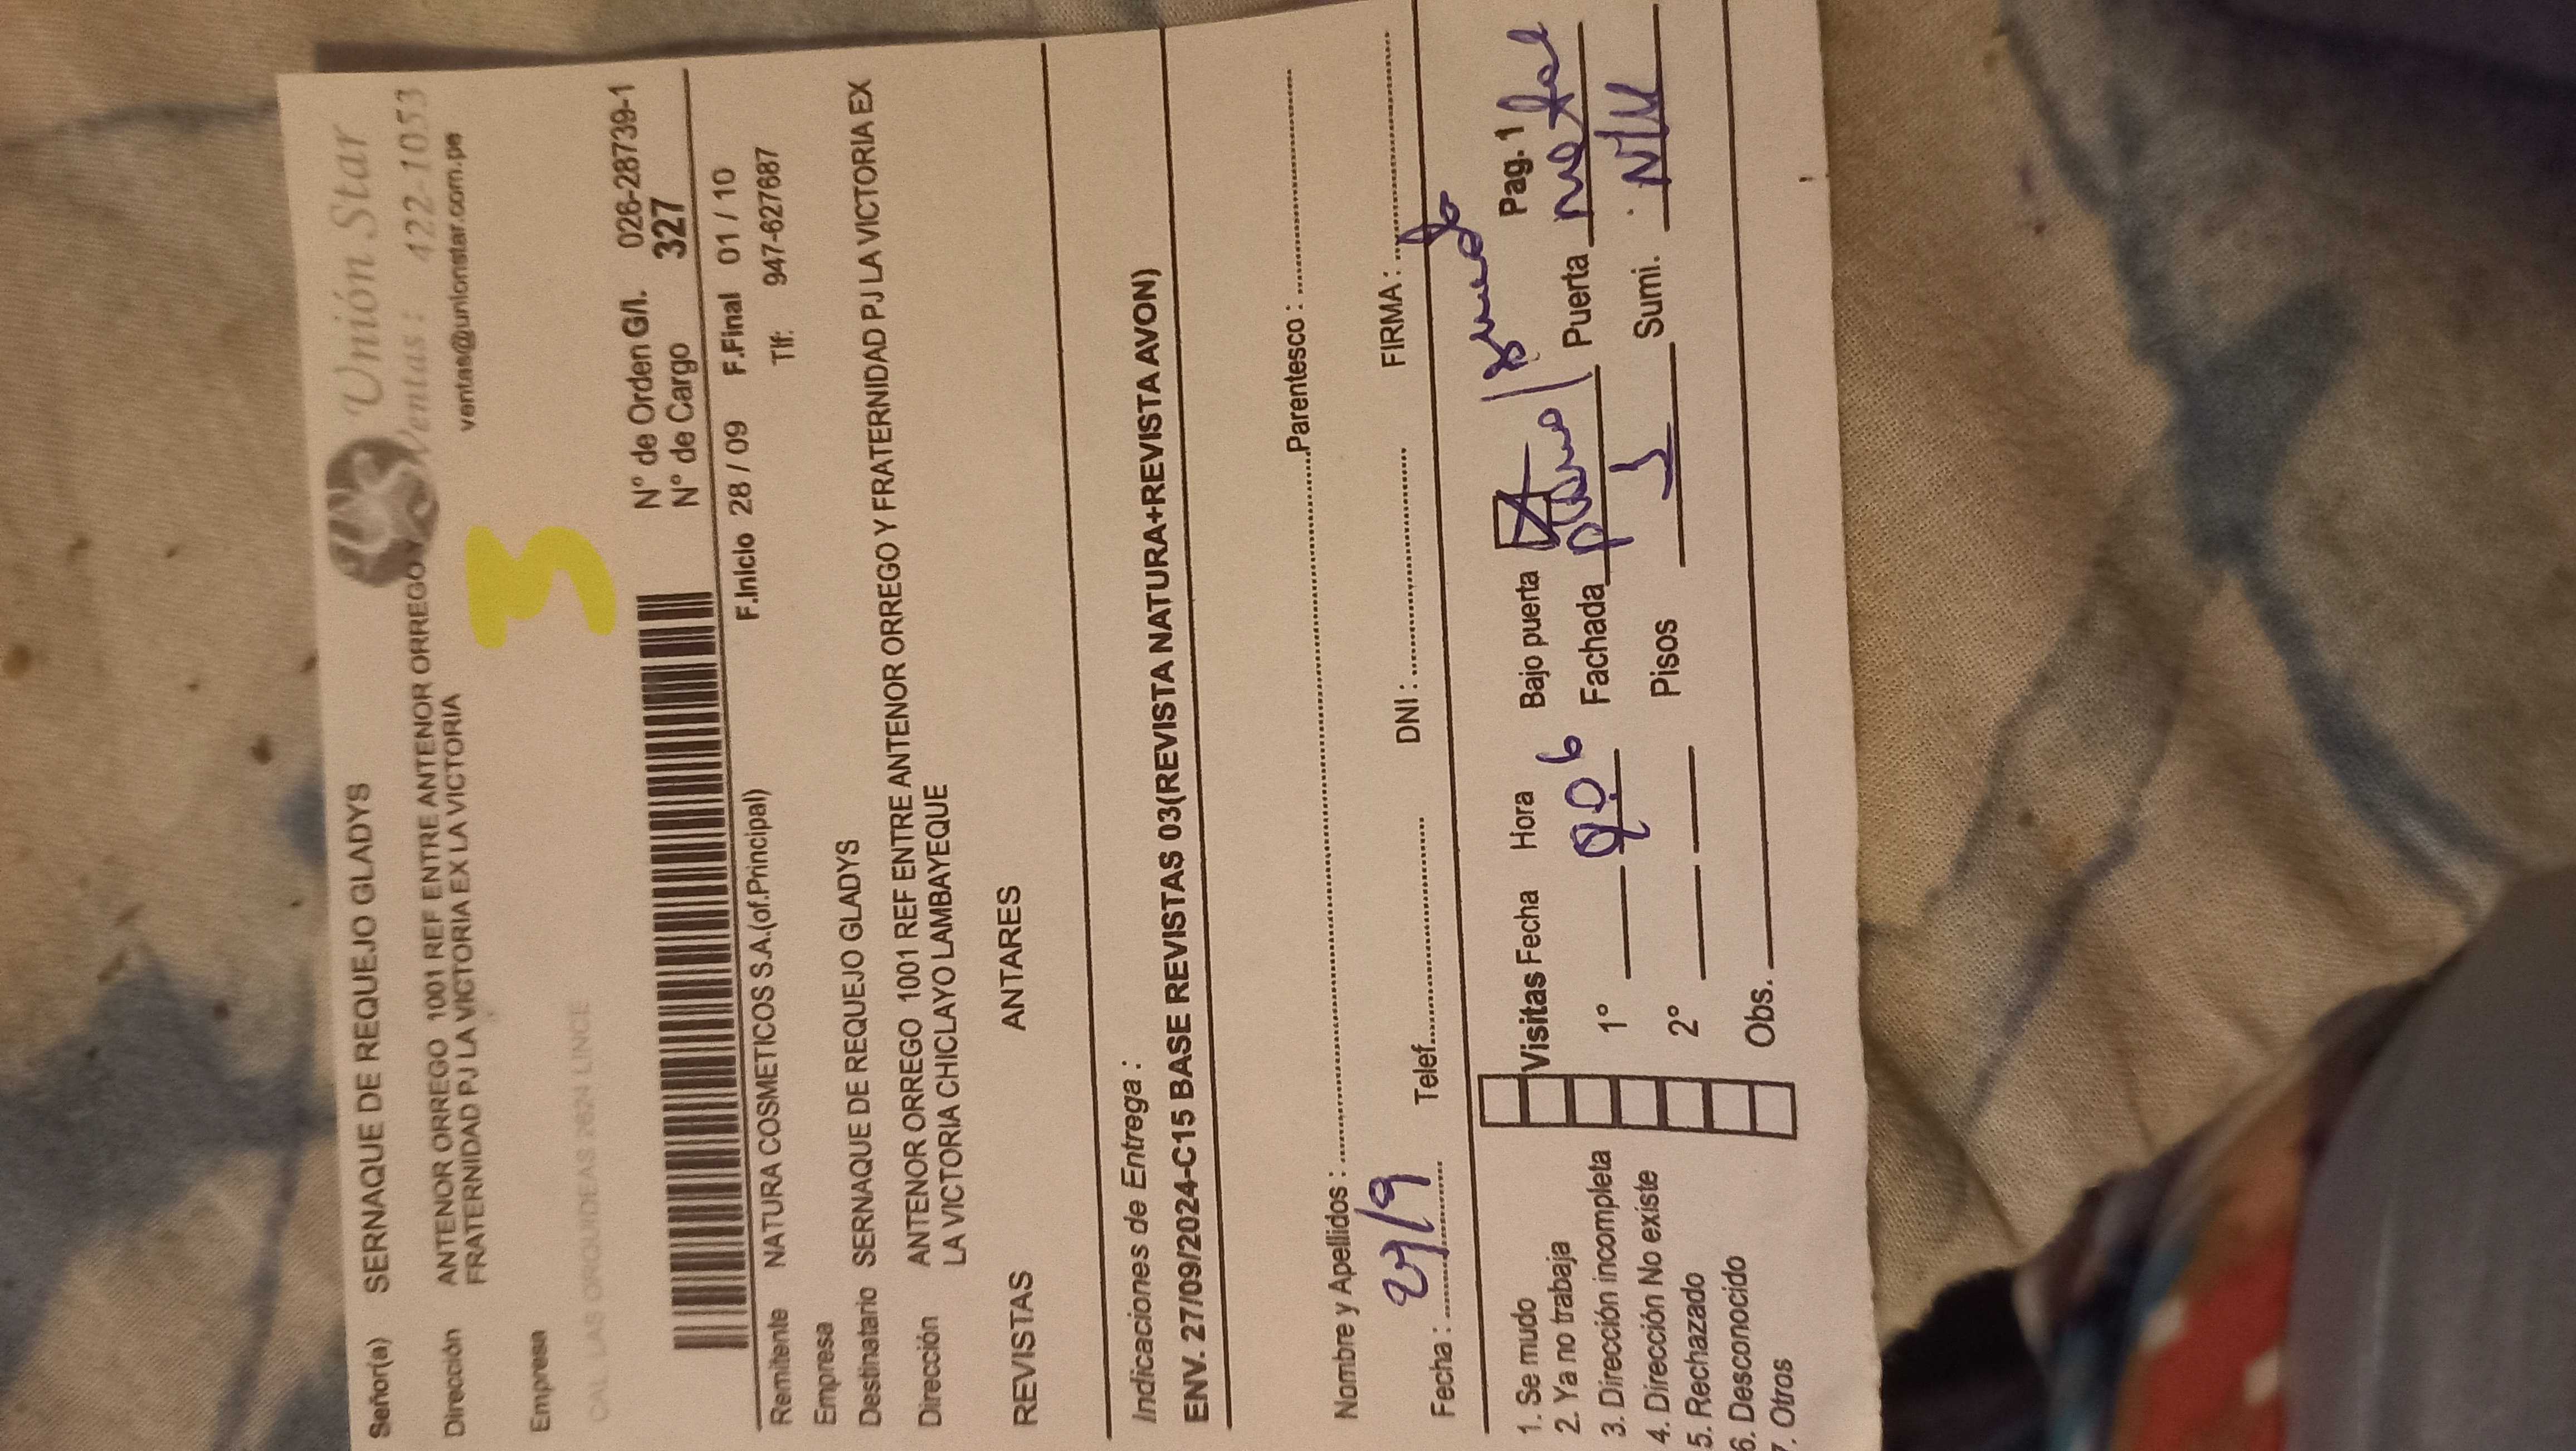 Señor(a) SERNAQUE DE REQUEJO GLADYS
Unión Star
Ventas : 422-1053
ventas@unionstar.com.pe
Dirección ANTENOR ORREGO 1001 REF ENTRE ANTENOR ORREGO Y
FRATERNIDAD PJ LA VICTORIA EX LA VICTORIA
3
Empresa
CAL LAS ORQUIDEAS 2624 LINCE
N° de Orden G/l. 026-28739-1
N° de Cargo 327
F.Inicio 28 / 09 F.Final 01 / 10
Remitente NATURA COSMETICOS S.A.(of.Principal) Tlf: 947-627687
Empresa
Destinatario SERNAQUE DE REQUEJO GLADYS
Dirección ANTENOR ORREGO 1001 REF ENTRE ANTENOR ORREGO Y FRATERNIDAD PJ LA VICTORIA EX
LA VICTORIA CHICLAYO LAMBAYEQUE
REVISTAS ANTARES
Indicaciones de Entrega :
ENV. 27/09/2024-C15 BASE REVISTAS 03(REVISTA NATURA+REVISTA AVON)
Nombre y Apellidos : Parentesco :
Fecha : Telef. DNI : FIRMA :
1. Se mudo
2. Ya no trabaja
3. Dirección incompleta
4. Dirección No existe
5. Rechazado
6. Desconocido
7. Otros
Visitas Fecha Hora Bajo puerta Pag. 1
1° Fachada Puerta metal
2° Pisos 1 Sumi. N/V
Obs.